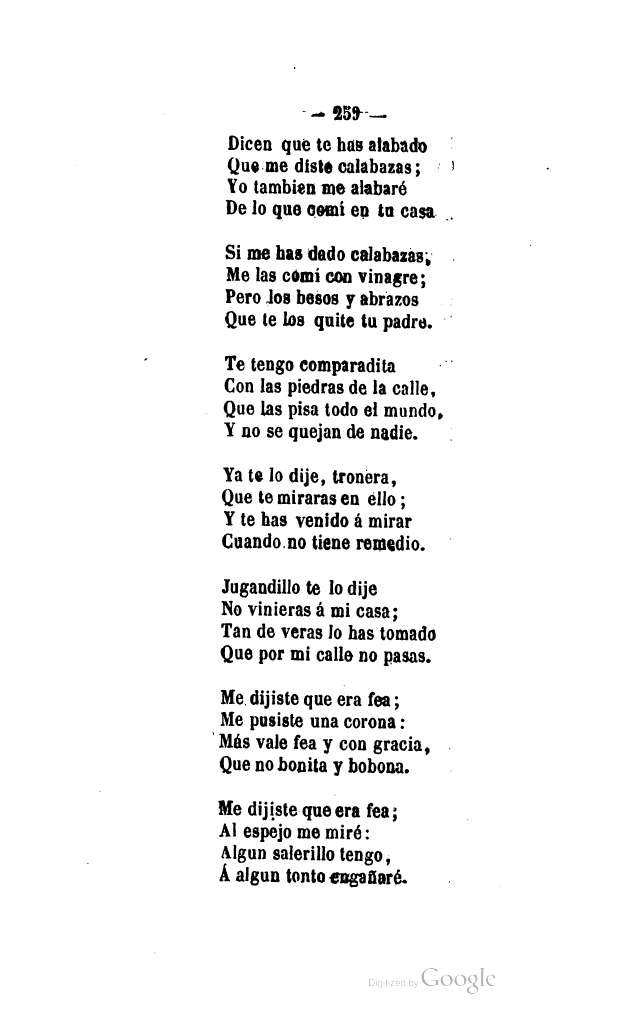 — 259 —
Dicen que te has alabado
Que me diste calabazas;
Yo tambien me alabaré
De lo que comí en tu casa
Si me has dado calabazas,
Me las comí con vinagre;
Pero los besos y abrazos
Que te los quite tu padre.
Te tengo comparadita
Con las piedras de la calle,
Que las pisa todo el mundo,
Y no se quejan de nadie.
Ya te lo dije, tronera,
Que te miraras en ello;
Y te has venido á mirar
Cuando no tiene remedio.
Jugandillo te lo dije
No vinieras á mi casa;
Tan de veras lo has tomado
Que por mi calle no pasas.
Me dijiste que era fea;
Me pusiste una corona:
Más vale fea y con gracia,
Que no bonita y bobona.
Me dijiste que era fea;
Al espejo me miré:
Algun salerillo tengo,
Á algun tonto engañaré.
Digitized by Google